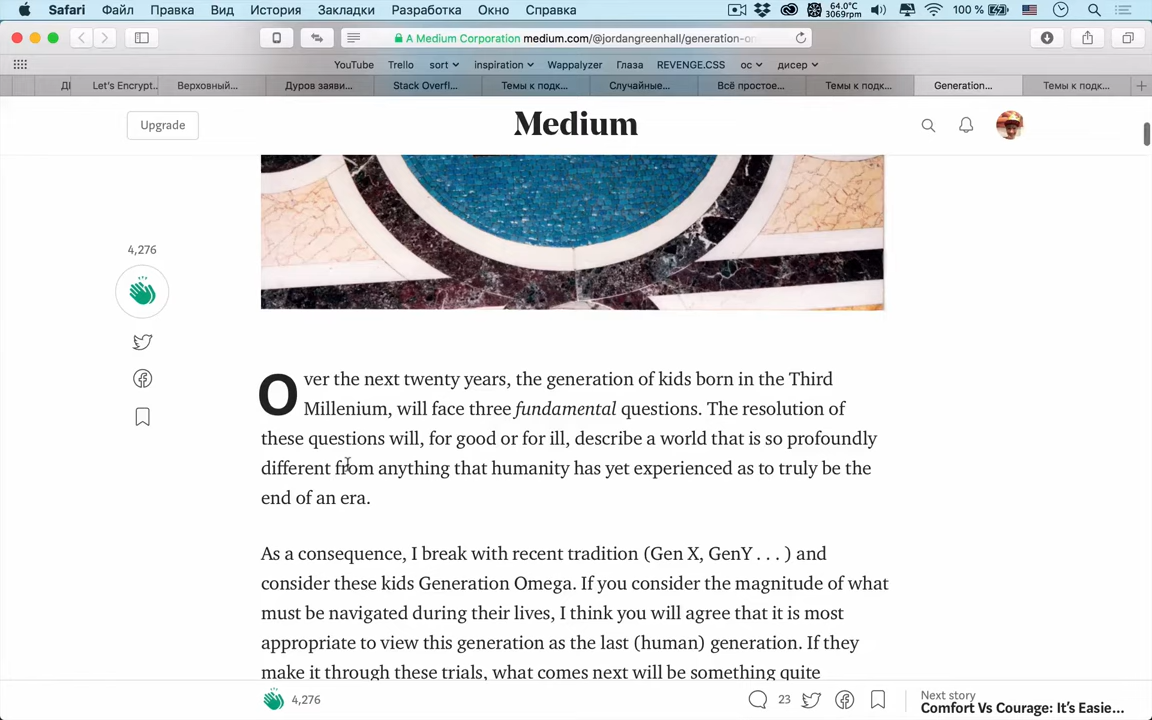 Safari Файл Правка Вид История Закладки Разработка Окно Справка 64.0°C 3069rpm 100 %
A Medium Corporation medium.com/@jordangreenhall/generation-o
YouTube Trello sort inspiration Wappalyzer Глаза REVENGE.CSS ос дисер
Let's Encrypt... Верховный... Дуров заяви... Stack Overfl... Темы к подк... Случайные... Всё простое... Темы к подк... Generation... Темы к подк...
Upgrade Medium
4,276
Over the next twenty years, the generation of kids born in the Third
Millenium, will face three fundamental questions. The resolution of
these questions will, for good or for ill, describe a world that is so profoundly
different from anything that humanity has yet experienced as to truly be the
end of an era.
As a consequence, I break with recent tradition (Gen X, GenY . . . ) and
consider these kids Generation Omega. If you consider the magnitude of what
must be navigated during their lives, I think you will agree that it is most
appropriate to view this generation as the last (human) generation. If they
make it through these trials, what comes next will be something quite
4,276 23 Next story
Comfort Vs Courage: It's Easie...